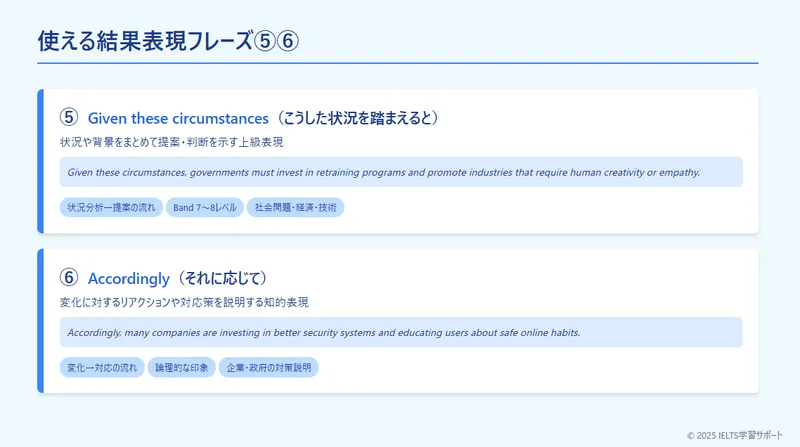 使える結果表現フレーズ⑤⑥
⑤ Given these circumstances（こうした状況を踏まえると）
状況や背景をまとめて提案・判断を示す上級表現
Given these circumstances, governments must invest in retraining programs and promote industries that require human creativity or empathy.
状況分析→提案の流れ Band 7〜8レベル 社会問題・経済・技術
⑥ Accordingly（それに応じて）
変化に対するリアクションや対応策を説明する知的表現
Accordingly, many companies are investing in better security systems and educating users about safe online habits.
変化→対応の流れ 論理的な印象 企業・政府の対策説明
© 2025 IELTS学習サポート